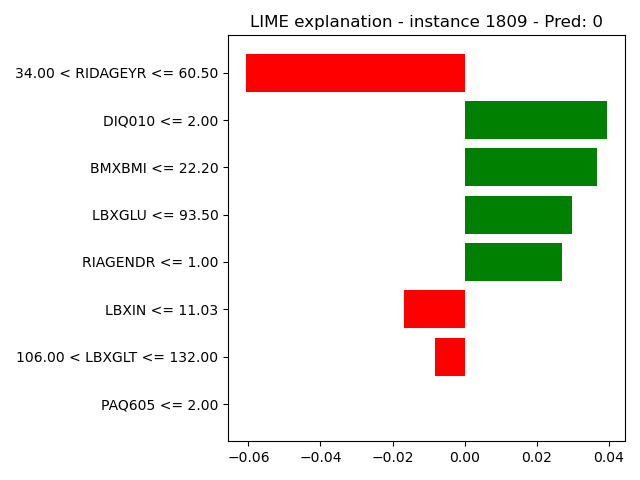 LIME explanation - instance 1809 - Pred: 0
34.00 < RIDAGEYR <= 60.50
DIQ010 <= 2.00
BMXBMI <= 22.20
LBXGLU <= 93.50
RIAGENDR <= 1.00
LBXIN <= 11.03
106.00 < LBXGLT <= 132.00
PAQ605 <= 2.00
−0.06 −0.04 −0.02 0.00 0.02 0.04